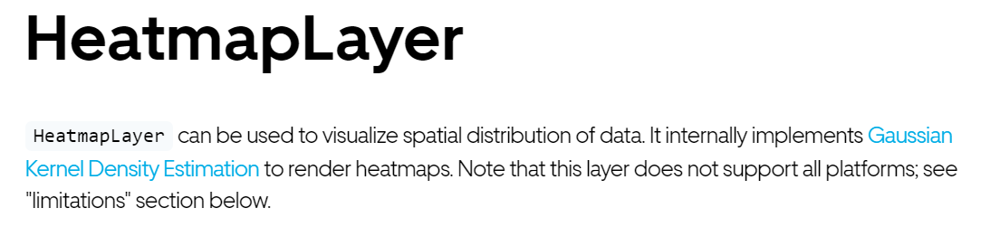 HeatmapLayer
HeatmapLayer can be used to visualize spatial distribution of data. It internally implements Gaussian
Kernel Density Estimation to render heatmaps. Note that this layer does not support all platforms; see
"limitations" section below.